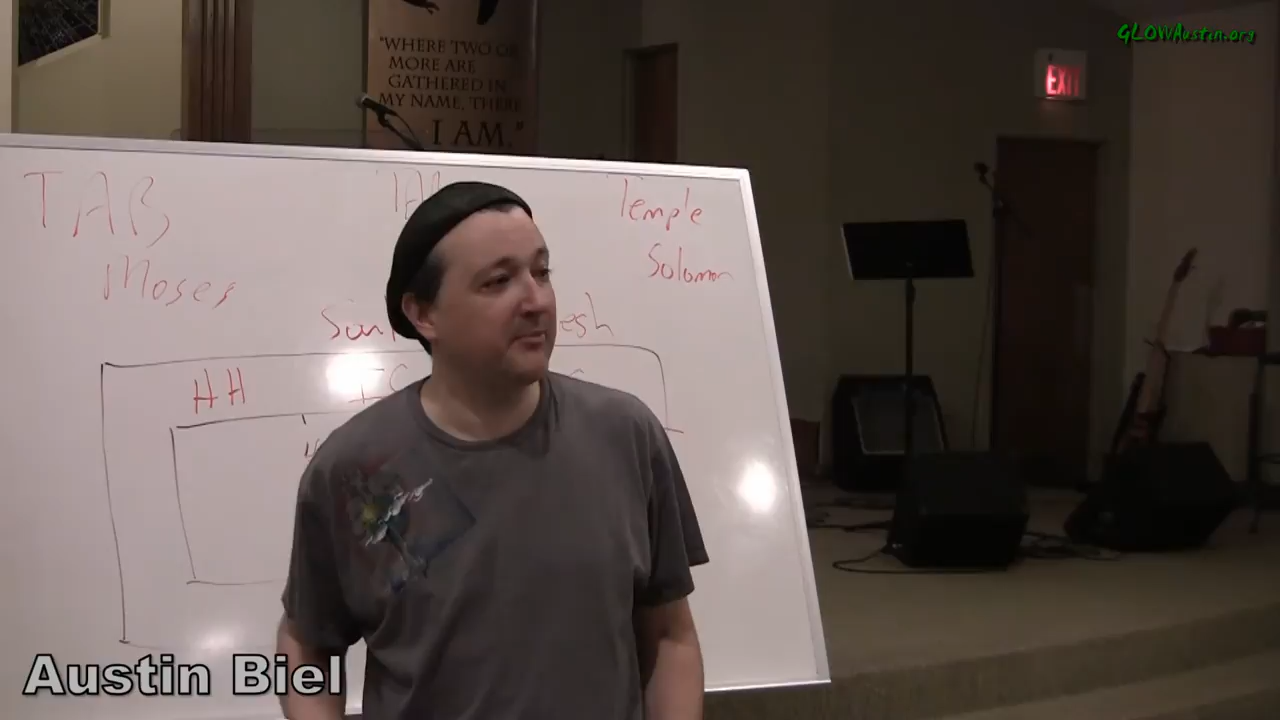 GLOWAustin.org
"WHERE TWO OR
MORE ARE
GATHERED IN
MY NAME, THERE
I AM."
EXIT
TAB
Temple
Moses
Solomon
HH
Austin Biel